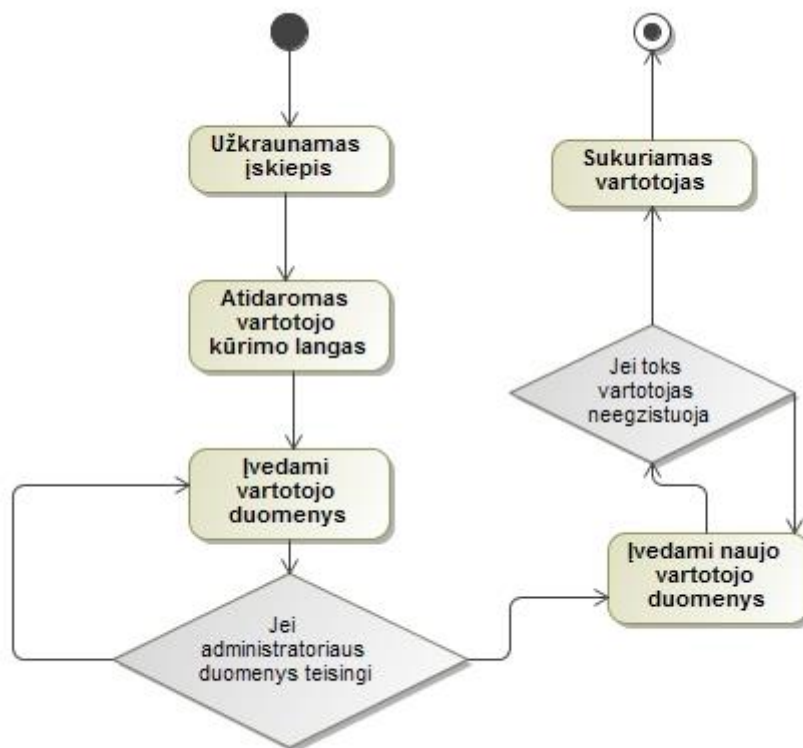 Užkraunamas
įskiepis
Atidaromas
vartotojo
kūrimo langas
Įvedami
vartotojo
duomenys
Jei
administratoriaus
duomenys teisingi
Įvedami naujo
vartotojo
duomenys
Jei toks
vartotojas
neegzistuoja
Sukuriamas
vartotojas